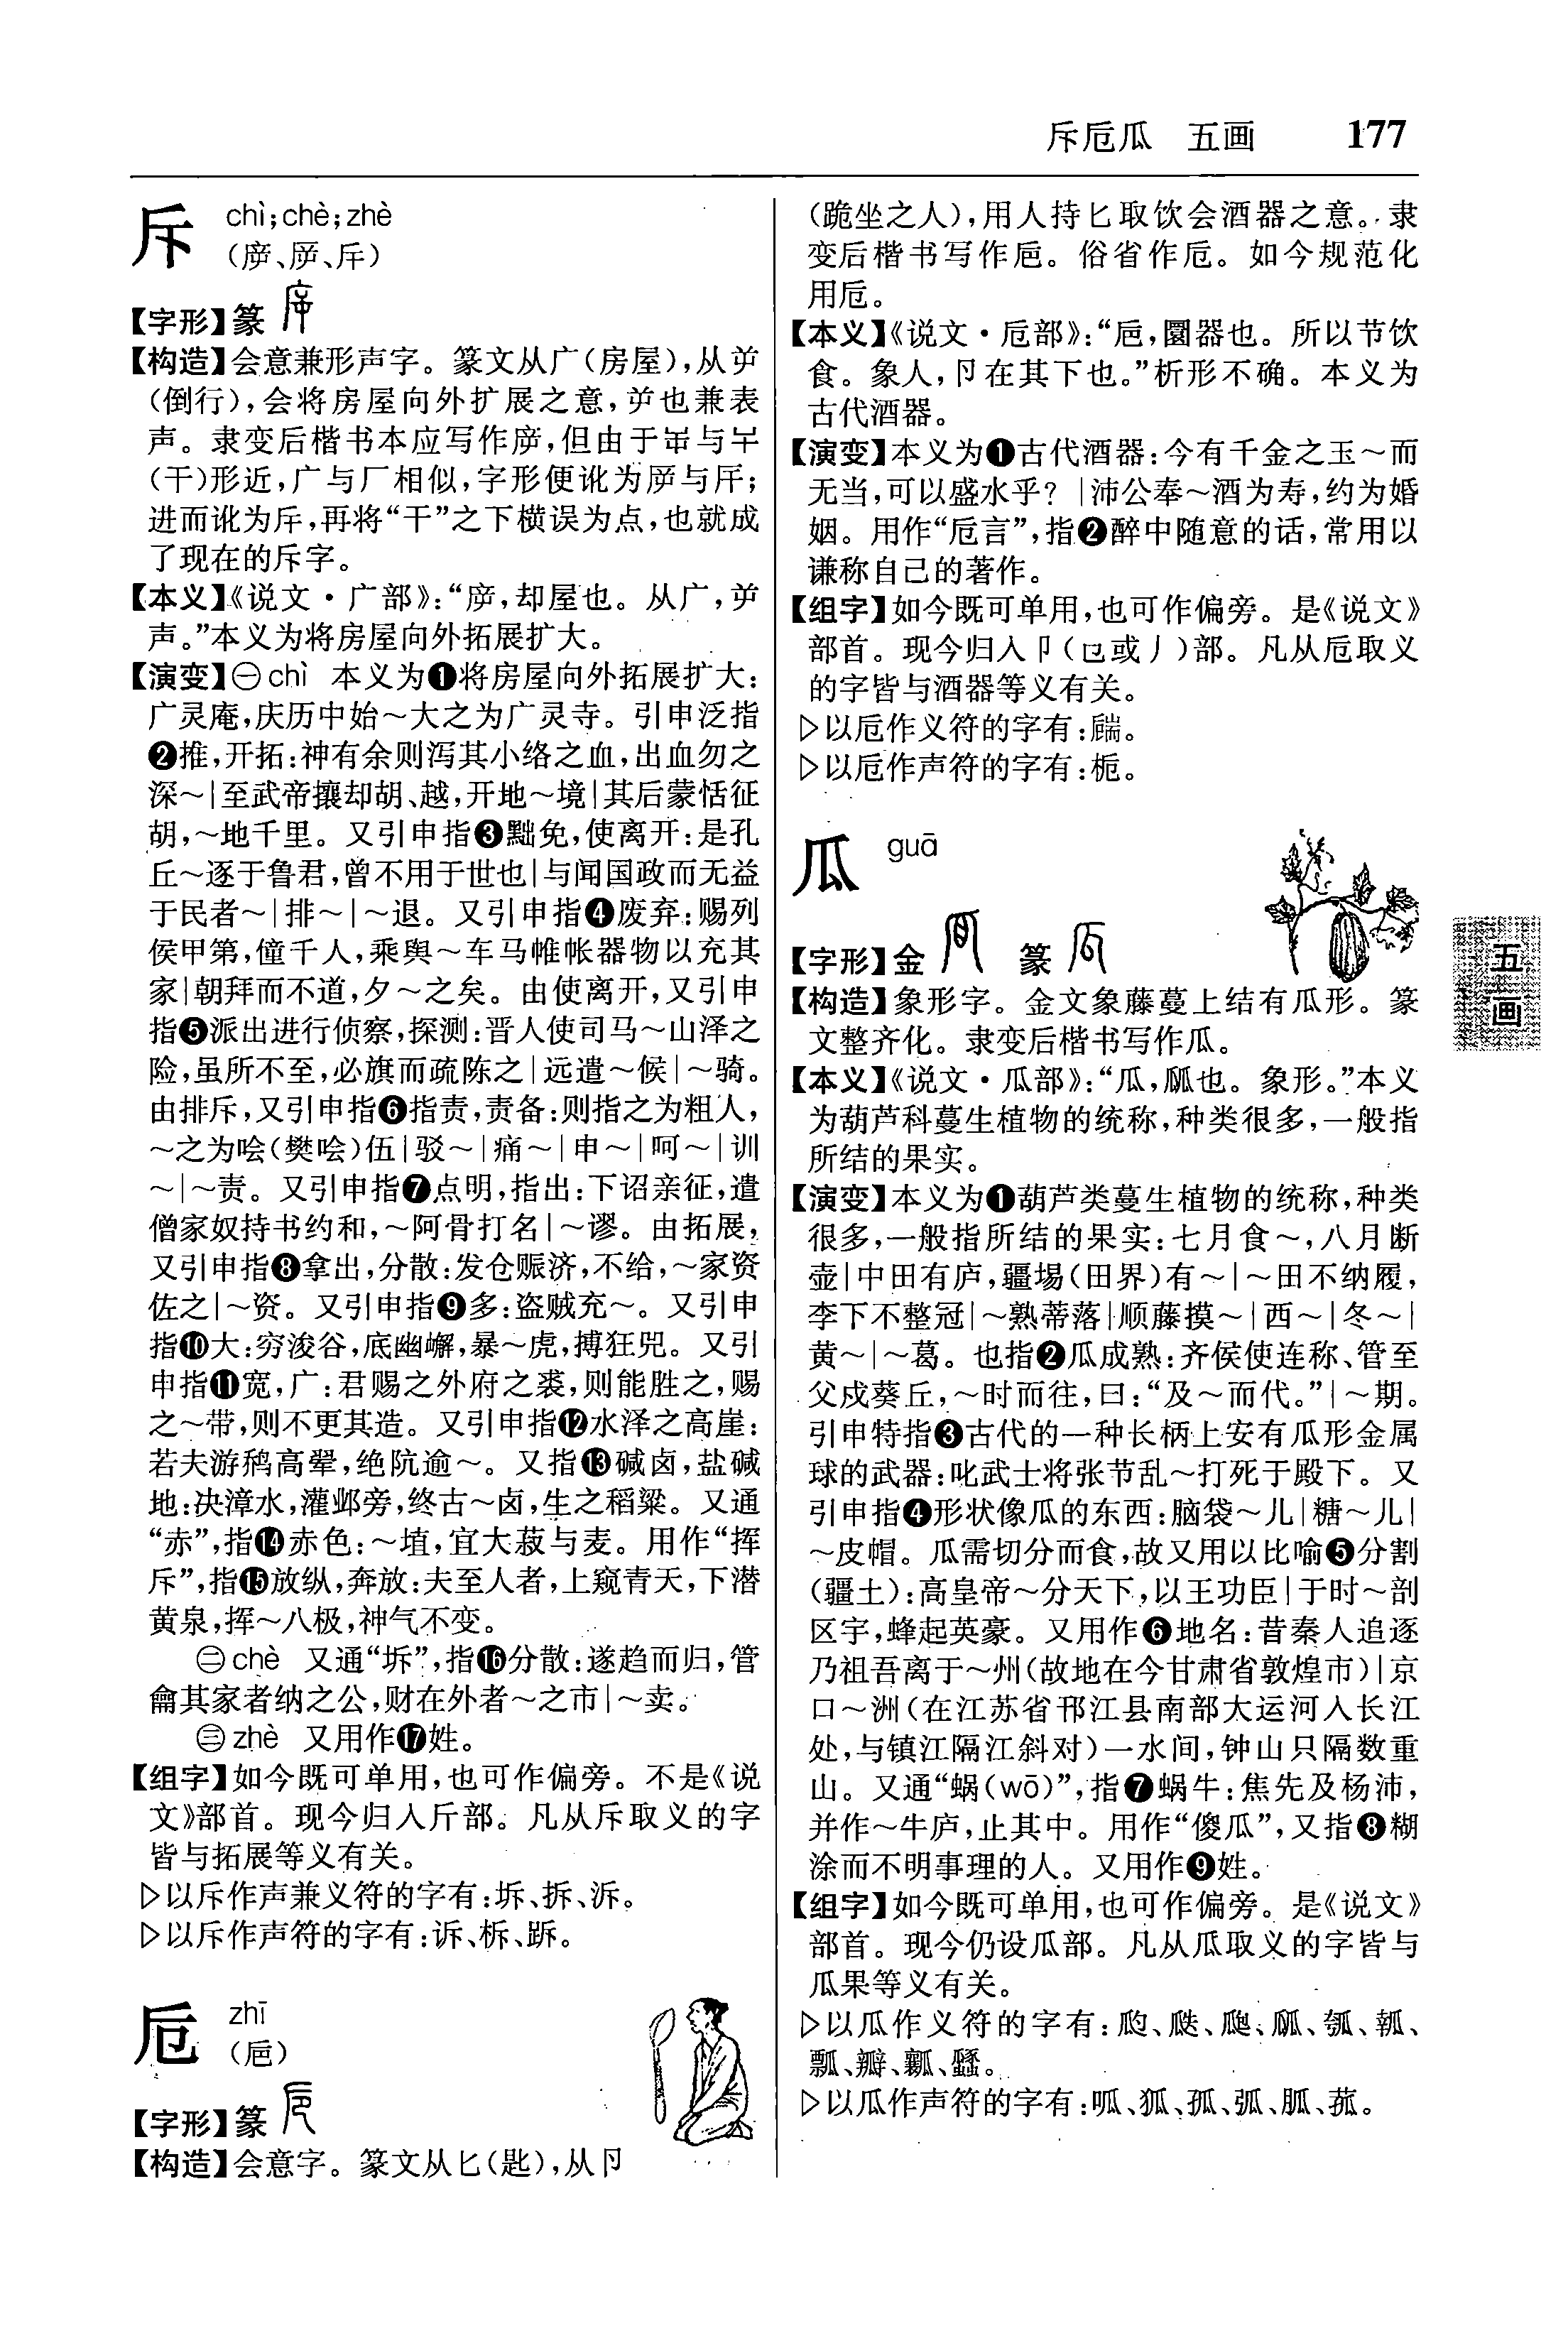 斥卮瓜　五画　177
斥　chì;chè;zhè
(㡿、厈、斥)
【字形】篆
【构造】会意兼形声字。篆文从广(房屋),从屰
(倒行),会将房屋向外扩展之意,屰也兼表
声。隶变后楷书本应写作㡿,但由于屰与
(干)形近,广与厂相似,字形便讹为与厈;
进而讹为斥,再将“干”之下横误为点,也就成
了现在的斥字。
【本义】《说文·广部》:“㡿,却屋也。从广,屰
声。”本义为将房屋向外拓展扩大。
【演变】㊀chì　本义为❶将房屋向外拓展扩大:
广灵庵,庆历中始～大之为广灵寺。引申泛指
❷推,开拓:神有余则泻其小络之血,出血勿之
深～|至武帝攘却胡、越,开地～境|其后蒙恬征
胡,～地千里。又引申指❸黜免,使离开:是孔
丘～逐于鲁君,曾不用于世也|与闻国政而无益
于民者～|排～|～退。又引申指❹废弃:赐列
侯甲第,僮千人,乘舆～车马帷帐器物以充其
家|朝拜而不道,夕～之矣。由使离开,又引申
指❺派出进行侦察,探测:晋人使司马～山泽之
险,虽所不至,必旗而疏陈之|远遣～候|～骑。
由排斥,又引申指❻指责,责备:则指之为粗人,
～之为哙(樊哙)伍|驳～|痛～|申～|呵～|训
～|～责。又引申指❼点明,指出:下诏亲征,遣
僧家奴持书约和,～阿骨打名|～谬。由拓展,
又引申指❽拿出,分散:发仓赈济,不给,～家资
佐之|～资。又引申指❾多:盗贼充～。又引申
指❿大:穷浚谷,底幽嶰,暴～虎,搏狂兕。又引
申指⓫宽,广:君赐之外府之裘,则能胜之,赐
之～带,则不更其造。又引申指⓬水泽之高崖:
若夫游鹓高翚,绝阬逾～。又指⓭碱卤,盐碱
地:决漳水,灌邺旁,终古～卤,生之稻粱。又通
“赤”,指⓮赤色:～埴,宜大菽与麦。用作“挥
斥”,指⓯放纵,奔放:夫至人者,上窥青天,下潜
黄泉,挥～八极,神气不变。
㊁chè　又通“坼”,指⓰分散:遂趋而归,管
龠其家者纳之公,财在外者～之市|～卖。
㊂zhè　又用作⓱姓。
【组字】如今既可单用,也可作偏旁。不是《说
文》部首。现今归入斤部。凡从斥取义的字
皆与拓展等义有关。
▷以斥作声兼义符的字有:坼、拆、泝。
▷以斥作声符的字有:诉、柝、跅。
卮　zhī
(巵)
【字形】篆
【构造】会意字。篆文从匕(匙),从卩
(跪坐之人),用人持匕取饮会酒器之意。隶
变后楷书写作巵。俗省作卮。如今规范化
用卮。
【本义】《说文·卮部》:“巵,圜器也。所以节饮
食。象人,卪在其下也。”析形不确。本义为
古代酒器。
【演变】本义为❶古代酒器:今有千金之玉～而
无当,可以盛水乎?|沛公奉～酒为寿,约为婚
姻。用作“卮言”,指❷醉中随意的话,常用以
谦称自己的著作。
【组字】如今既可单用,也可作偏旁。是《说文》
部首。现今归入卩(㔾或丿)部。凡从卮取义
的字皆与酒器等义有关。
▷以卮作义符的字有:。
▷以卮作声符的字有:栀。
瓜　guā
【字形】金　篆
【构造】象形字。金文象藤蔓上结有瓜形。篆
文整齐化。隶变后楷书写作瓜。
【本义】《说文·瓜部》:“瓜,㼌也。象形。”本义
为葫芦科蔓生植物的统称,种类很多,一般指
所结的果实。
【演变】本义为❶葫芦类蔓生植物的统称,种类
很多,一般指所结的果实:七月食～,八月断
壶|中田有庐,疆埸(田界)有～|～田不纳履,
李下不整冠|～熟蒂落|顺藤摸～|西～|冬～|
黄～|～葛。也指❷瓜成熟:齐侯使连称、管至
父戍葵丘,～时而往,曰:“及～而代。”|～期。
引申特指❸古代的一种长柄上安有瓜形金属
球的武器:叱武士将张节乱～打死于殿下。又
引申指❹形状像瓜的东西:脑袋～儿|糖～儿|
～皮帽。瓜需切分而食,故又用以比喻❺分割
(疆土):高皇帝～分天下,以王功臣|于时～剖
区宇,蜂起英豪。又用作❻地名:昔秦人追逐
乃祖吾离于～州(故地在今甘肃省敦煌市)|京
口～洲(在江苏省邗江县南部大运河入长江
处,与镇江隔江斜对)一水间,钟山只隔数重
山。又通“蜗(wō)”,指❼蜗牛:焦先及杨沛,
并作～牛庐,止其中。用作“傻瓜”,又指❽糊
涂而不明事理的人。又用作❾姓。
【组字】如今既可单用,也可作偏旁。是《说文》
部首。现今仍设瓜部。凡从瓜取义的字皆与
瓜果等义有关。
▷以瓜作义符的字有:瓝、瓞、瓟、㼌、瓠、瓡、
瓢、瓣、瓤、。
▷以瓜作声符的字有:呱、狐、孤、弧、胍、菰。
五画